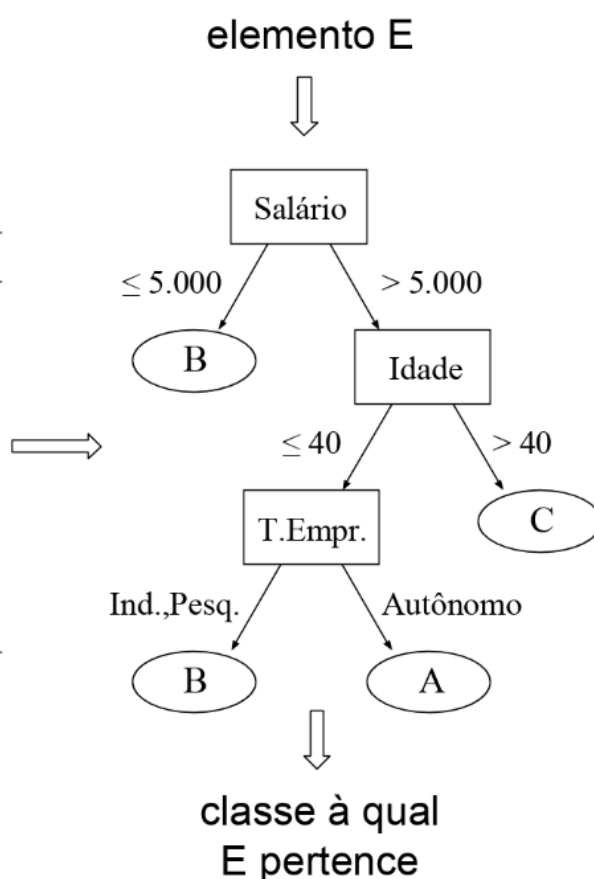 elemento E
Salário
≤ 5.000 > 5.000
B
Idade
≤ 40 > 40
T.Empr.
C
Ind.,Pesq. Autônomo
B A
classe à qual
E pertence